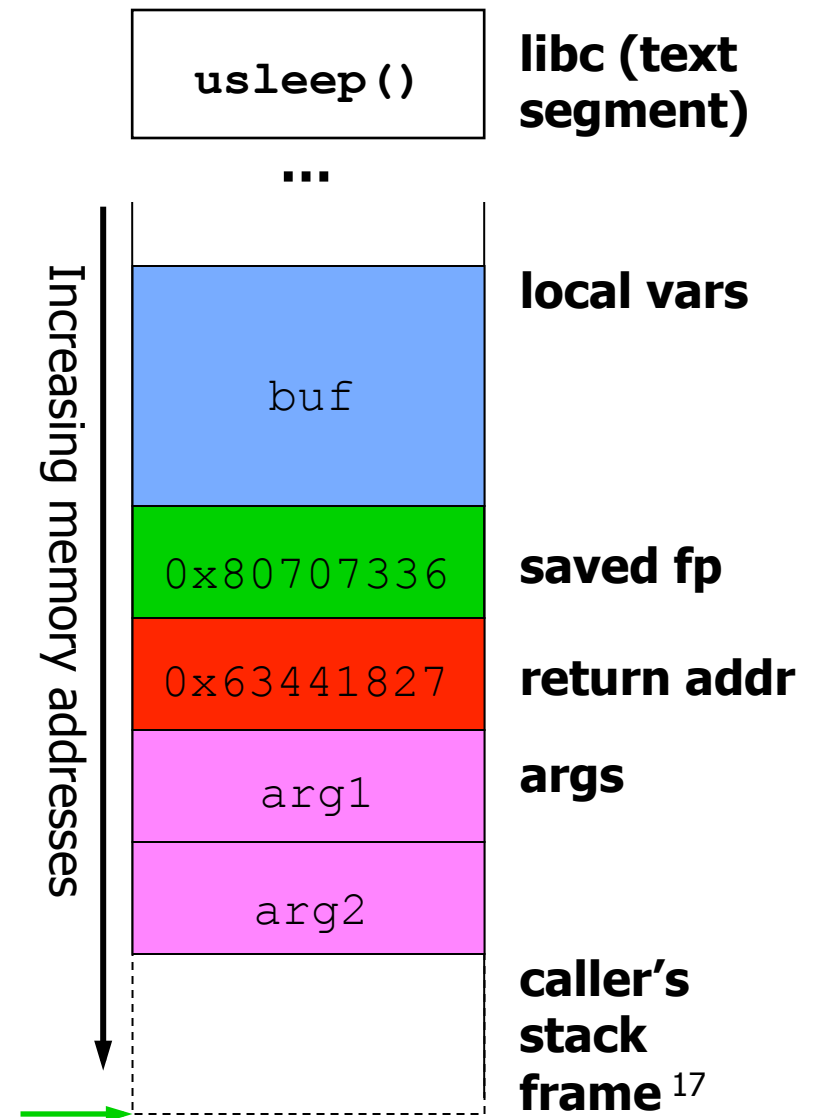 usleep()
libc (text
segment)
...
Increasing memory addresses
local vars
buf
0x80707336
saved fp
0x63441827
return addr
arg1
args
arg2
caller’s
stack
frame 17